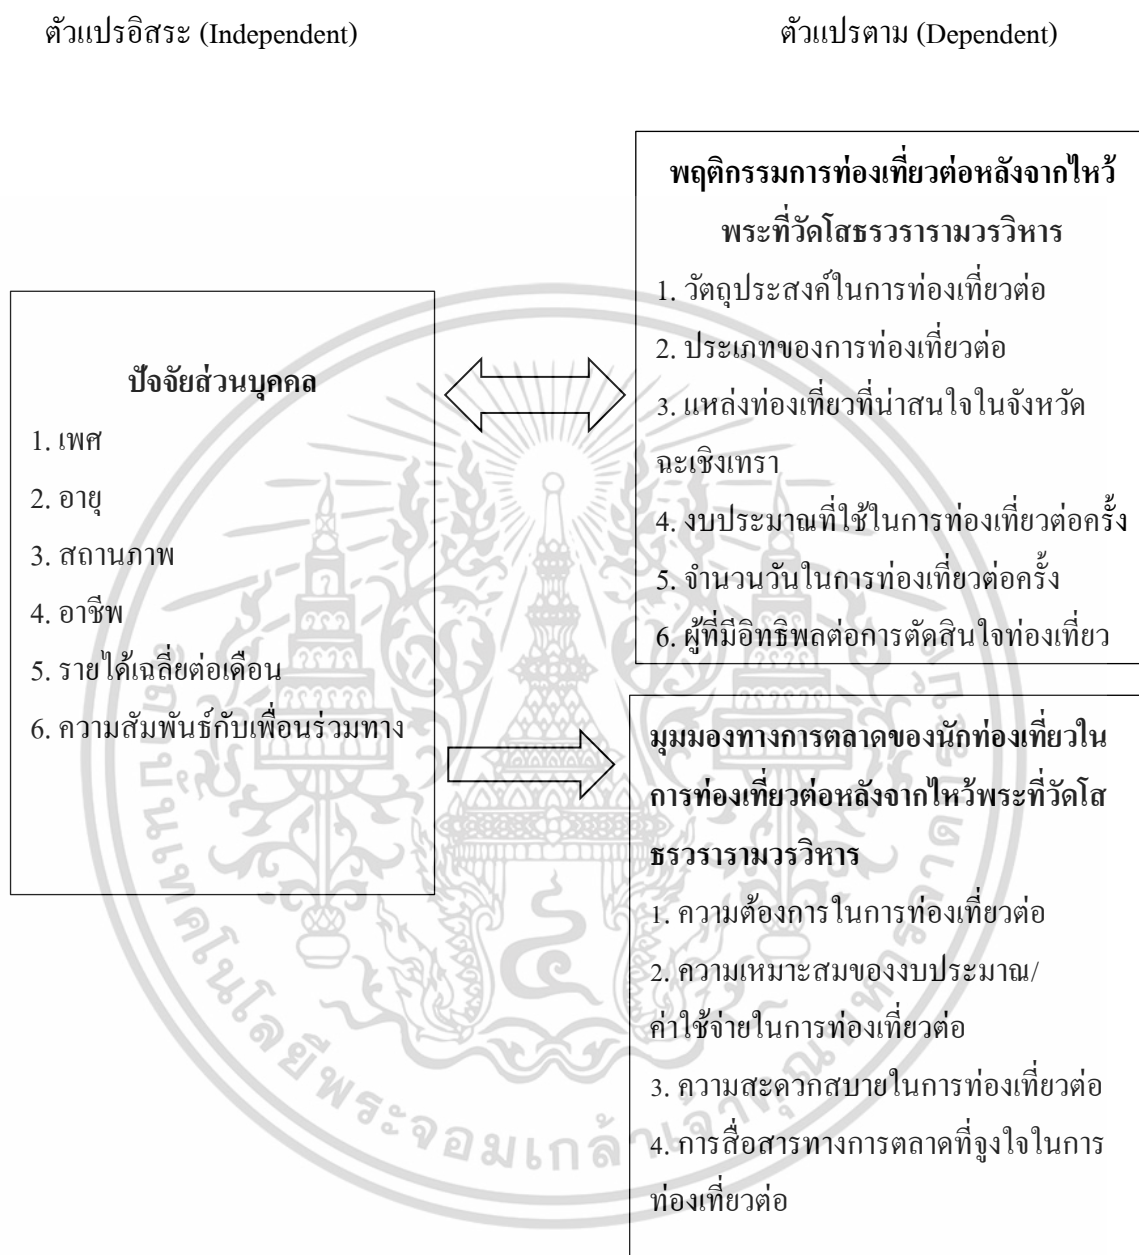 ตัวแปรอิสระ (Independent)
ตัวแปรตาม (Dependent)
ปัจจัยส่วนบุคคล
1. เพศ
2. อายุ
3. สถานภาพ
4. อาชีพ
5. รายได้เฉลี่ยต่อเดือน
6. ความสัมพันธ์กับเพื่อนร่วมทาง
พฤติกรรมการท่องเที่ยวต่อหลังจากไหว้
พระที่วัดโสธรวรารามวรวิหาร
1. วัตถุประสงค์ในการท่องเที่ยวต่อ
2. ประเภทของการท่องเที่ยวต่อ
3. แหล่งท่องเที่ยวที่น่าสนใจในจังหวัด
ฉะเชิงเทรา
4. งบประมาณที่ใช้ในการท่องเที่ยวต่อครั้ง
5. จำนวนวันในการท่องเที่ยวต่อครั้ง
6. ผู้ที่มีอิทธิพลต่อการตัดสินใจท่องเที่ยว
มุมมองทางการตลาดของนักท่องเที่ยวใน
การท่องเที่ยวต่อหลังจากไหว้พระที่วัดโส
ธรวรารามวรวิหาร
1. ความต้องการในการท่องเที่ยวต่อ
2. ความเหมาะสมของงบประมาณ/
ค่าใช้จ่ายในการท่องเที่ยวต่อ
3. ความสะดวกสบายในการท่องเที่ยวต่อ
4. การสื่อสารทางการตลาดที่จูงใจในการ
ท่องเที่ยวต่อ